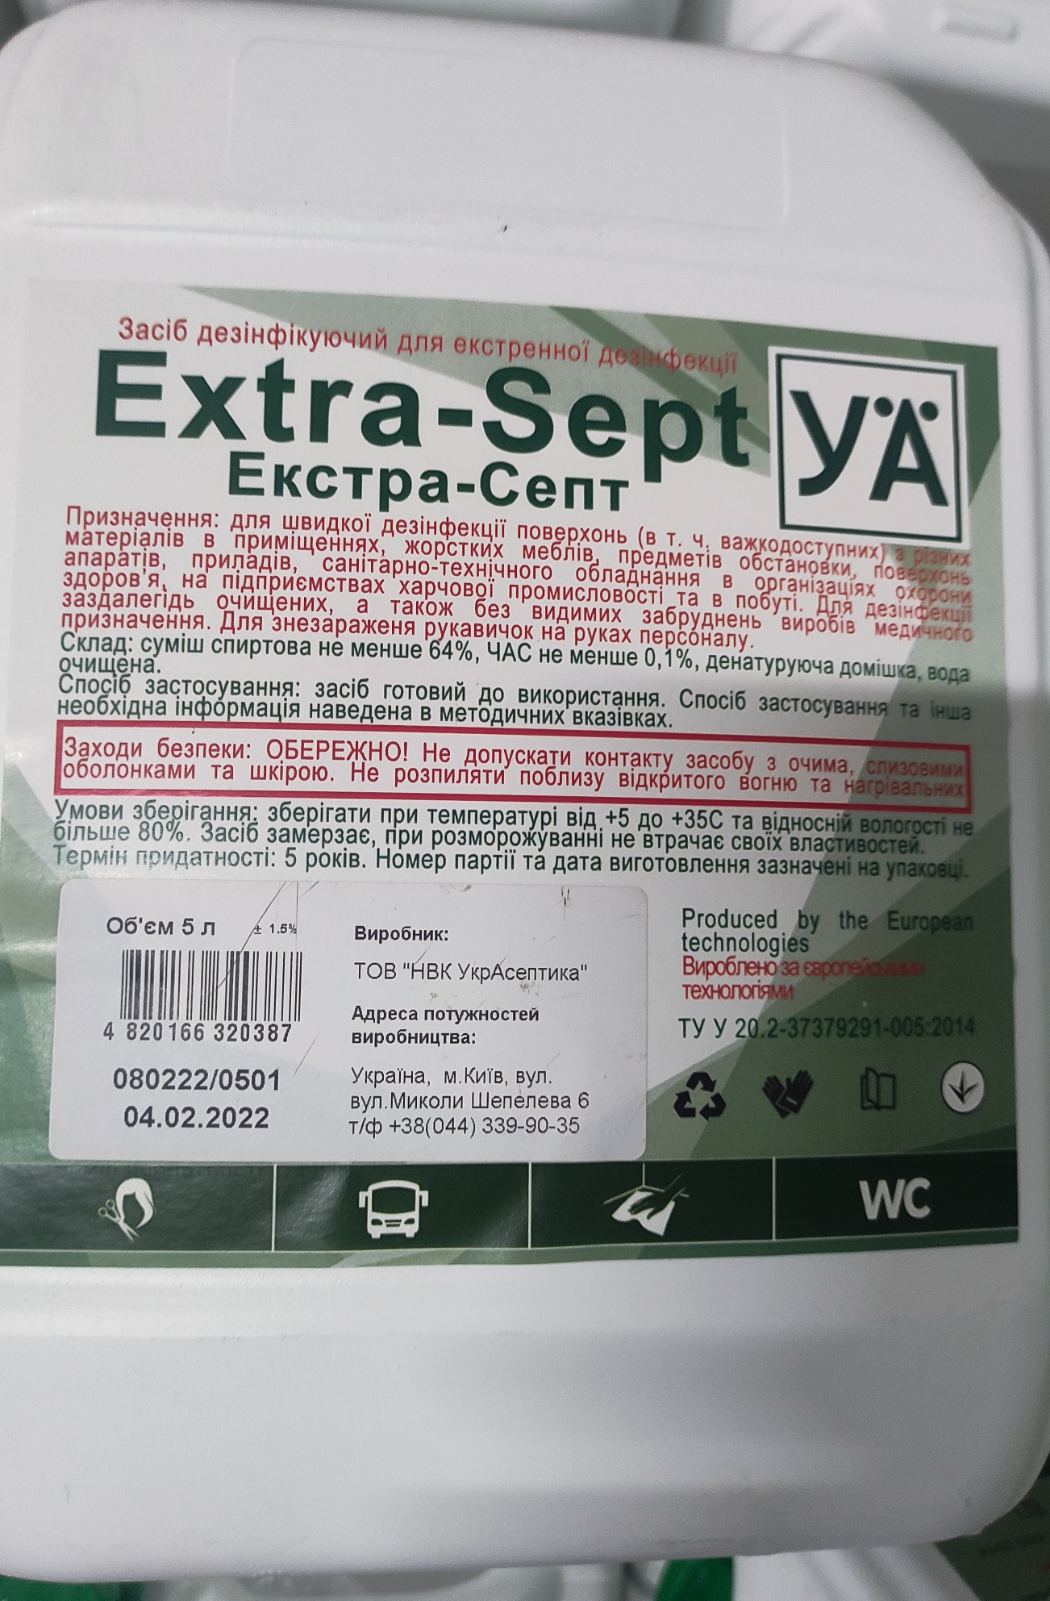 Засіб дезінфікуючий для екстренної дезінфекції
Extra-Sept
Екстра-Септ
УÄ
Призначення: для швидкої дезінфекції поверхонь (в т. ч. важкодоступних) з різних
матеріалів в приміщеннях, жорстких меблів, предметів обстановки, поверхонь
апаратів, приладів, санітарно-технічного обладнання в організаціях охорони
здоров'я, на підприємствах харчової промисловості та в побуті. Для дезінфекції
заздалегідь очищених, а також без видимих забруднень виробів медичного
призначення. Для знезараженя рукавичок на руках персоналу.
Склад: суміш спиртова не менше 64%, ЧАС не менше 0,1%, денатуруюча домішка, вода
очищена.
Спосіб застосування: засіб готовий до використання. Спосіб застосування та інша
необхідна інформація наведена в методичних вказівках.
Заходи безпеки: ОБЕРЕЖНО! Не допускати контакту засобу з очима, слизовими
оболонками та шкірою. Не розпиляти поблизу відкритого вогню та нагрівальних
Умови зберігання: зберігати при температурі від +5 до +35С та відносній вологості не
більше 80%. Засіб замерзає, при розморожуванні не втрачає своїх властивостей.
Термін придатності: 5 років. Номер партії та дата виготовлення зазначені на упаковці.
Об'єм 5 л ± 1.5%
4 820166 320387
080222/0501
04.02.2022
Виробник:
ТОВ "НВК УкрАсептика"
Адреса потужностей
виробництва:
Україна, м.Київ, вул.
вул.Миколи Шепелева 6
т/ф +38(044) 339-90-35
Produced by the European
technologies
Вироблено за європейськими
технологіями
ТУ У 20.2-37379291-005:2014
WC